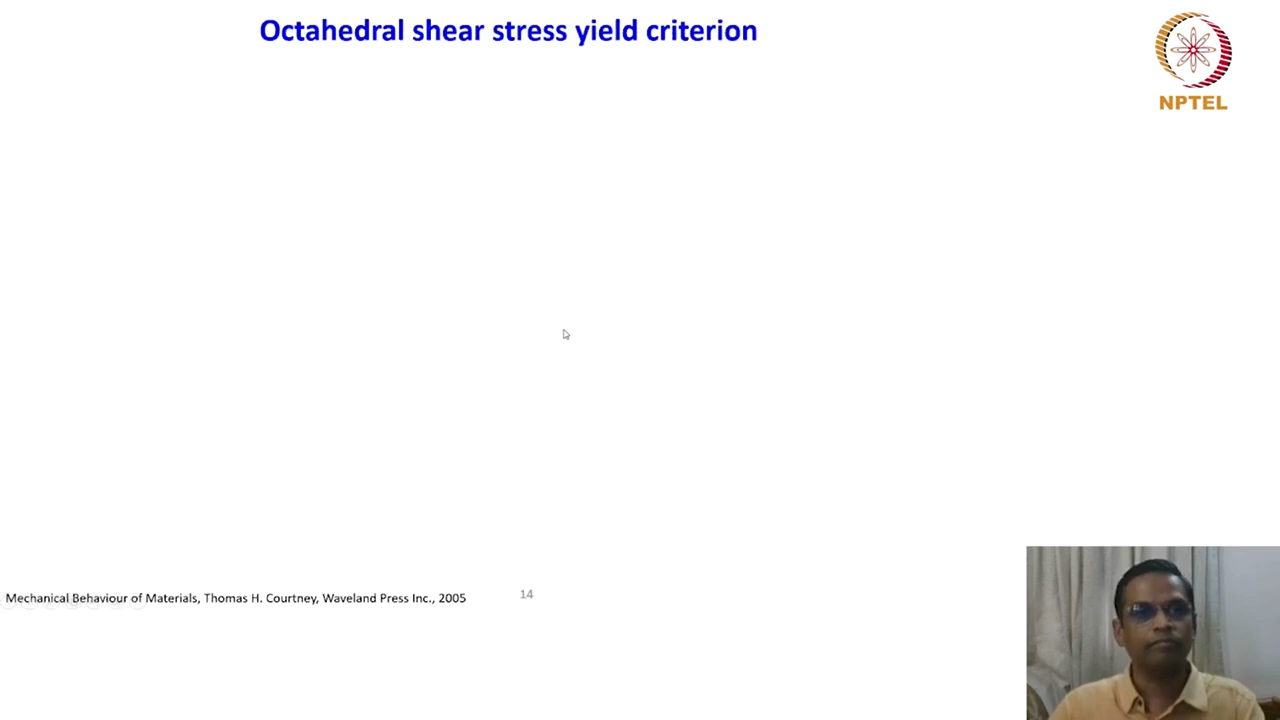 Octahedral shear stress yield criterion
NPTEL
Mechanical Behaviour of Materials, Thomas H. Courtney, Waveland Press Inc., 2005
14